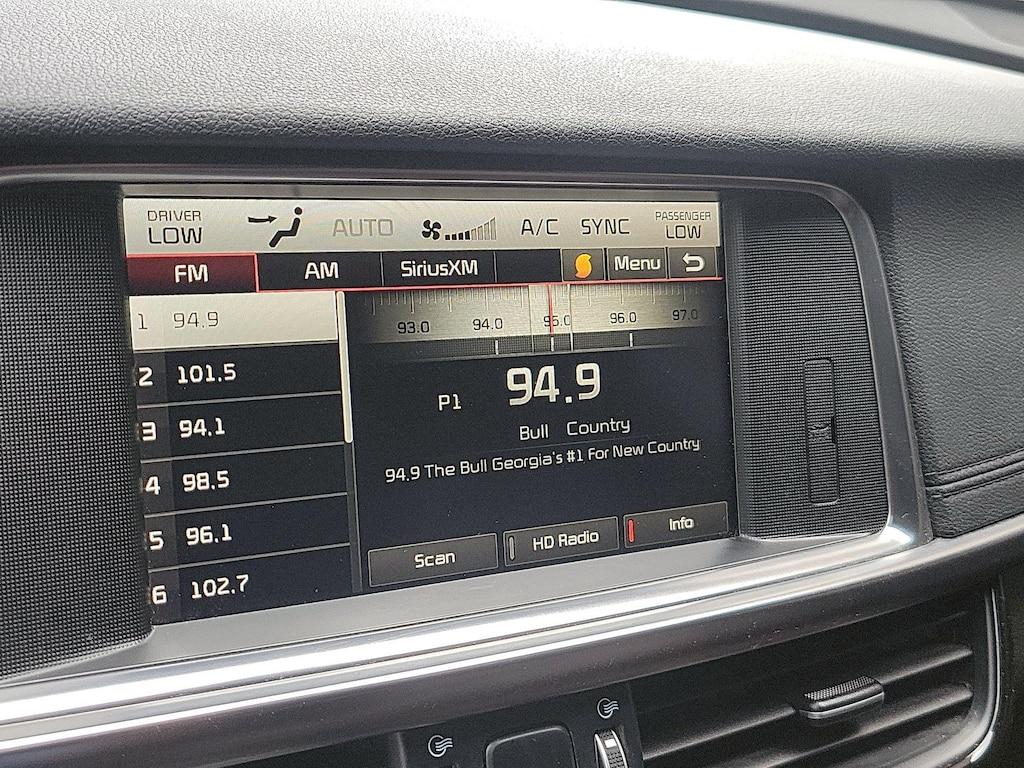 DRIVER
LOW
AUTO
A/C
SYNC
PASSENGER
LOW
FM
AM
SiriusXM
Menu
1 94.9
2 101.5
3 94.1
4 98.5
5 96.1
6 102.7
93.0 94.0 95.0 96.0 97.0
P1
94.9
Bull Country
94.9 The Bull Georgia's #1 For New Country
Scan
HD Radio
Info